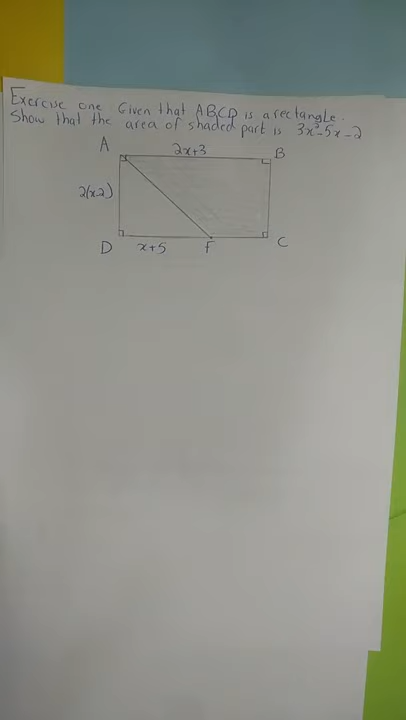 Exercise one Given that ABCD is a rectangle.
Show that the area of shaded part is 3x²-5x-2
A 2x+3 B
2(x-2)
D x+5 F C